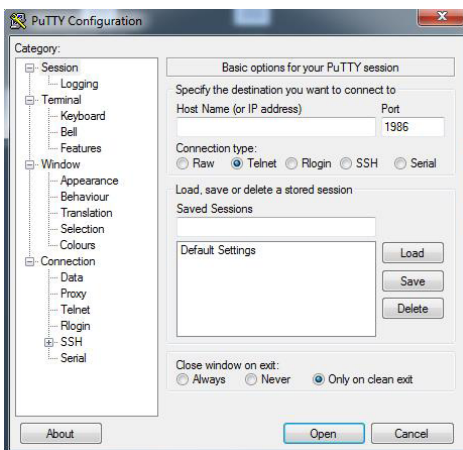 PuTTY Configuration
Category:
Session
Logging
Terminal
Keyboard
Bell
Features
Window
Appearance
Behaviour
Translation
Selection
Colours
Connection
Data
Proxy
Telnet
Rlogin
SSH
Serial
Basic options for your PuTTY session
Specify the destination you want to connect to
Host Name (or IP address) Port
1986
Connection type:
Raw Telnet Rlogin SSH Serial
Load, save or delete a stored session
Saved Sessions
Default Settings
Load
Save
Delete
Close window on exit:
Always Never Only on clean exit
About Open Cancel